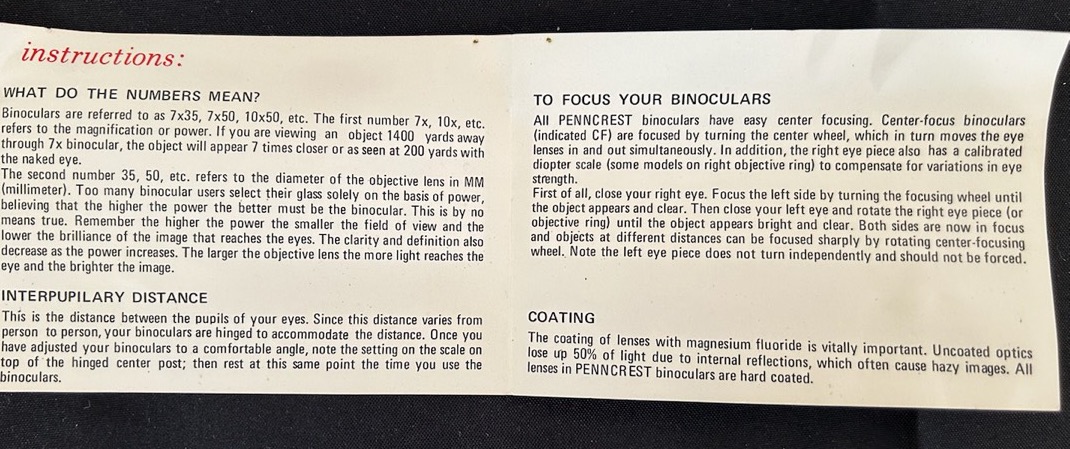 instructions:
WHAT DO THE NUMBERS MEAN?
Binoculars are referred to as 7x35, 7x50, 10x50, etc. The first number 7x, 10x, etc.
refers to the magnification or power. If you are viewing an object 1400 yards away
through 7x binocular, the object will appear 7 times closer or as seen at 200 yards with
the naked eye.
The second number 35, 50, etc. refers to the diameter of the objective lens in MM
(millimeter). Too many binocular users select their glass solely on the basis of power,
believing that the higher the power the better must be the binocular. This is by no
means true. Remember the higher the power the smaller the field of view and the
lower the brilliance of the image that reaches the eyes. The clarity and definition also
decrease as the power increases. The larger the objective lens the more light reaches the
eye and the brighter the image.
INTERPUPILARY DISTANCE
This is the distance between the pupils of your eyes. Since this distance varies from
person to person, your binoculars are hinged to accommodate the distance. Once you
have adjusted your binoculars to a comfortable angle, note the setting on the scale on
top of the hinged center post; then rest at this same point the time you use the
binoculars.
TO FOCUS YOUR BINOCULARS
All PENNCREST binoculars have easy center focusing. Center-focus binoculars
(indicated CF) are focused by turning the center wheel, which in turn moves the eye
lenses in and out simultaneously. In addition, the right eye piece also has a calibrated
diopter scale (some models on right objective ring) to compensate for variations in eye
strength.
First of all, close your right eye. Focus the left side by turning the focusing wheel until
the object appears and clear. Then close your left eye and rotate the right eye piece (or
objective ring) until the object appears bright and clear. Both sides are now in focus
and objects at different distances can be focused sharply by rotating center-focusing
wheel. Note the left eye piece does not turn independently and should not be forced.
COATING
The coating of lenses with magnesium fluoride is vitally important. Uncoated optics
lose up 50% of light due to internal reflections, which often cause hazy images. All
lenses in PENNCREST binoculars are hard coated.